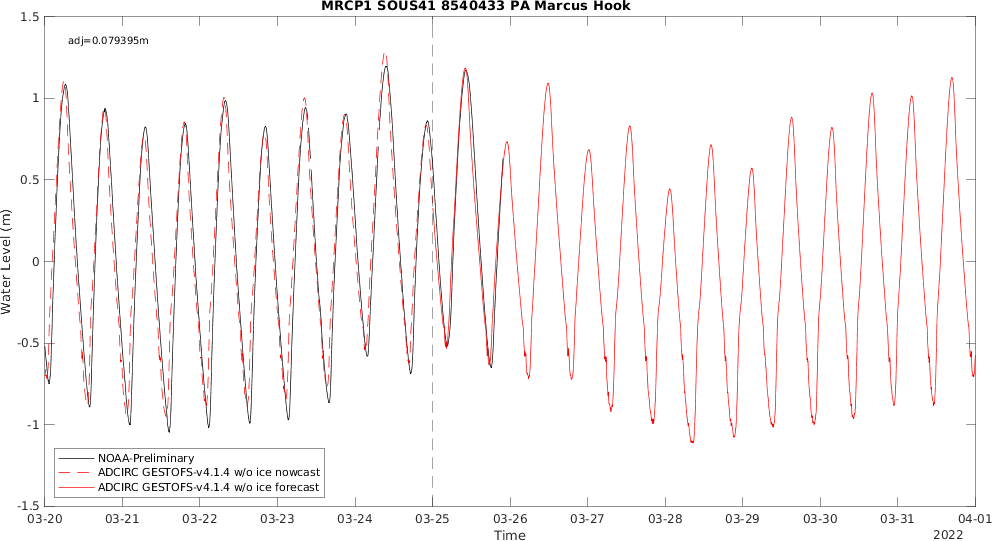 MRCP1 SOUS41 8540433 PA Marcus Hook
adj=0.079395m
1.5
1
0.5
0
-0.5
-1
-1.5
Water Level (m)
NOAA-Preliminary
ADCIRC GESTOFS-v4.1.4 w/o ice nowcast
ADCIRC GESTOFS-v4.1.4 w/o ice forecast
03-20 03-21 03-22 03-23 03-24 03-25 03-26 03-27 03-28 03-29 03-30 03-31 04-01
Time
2022